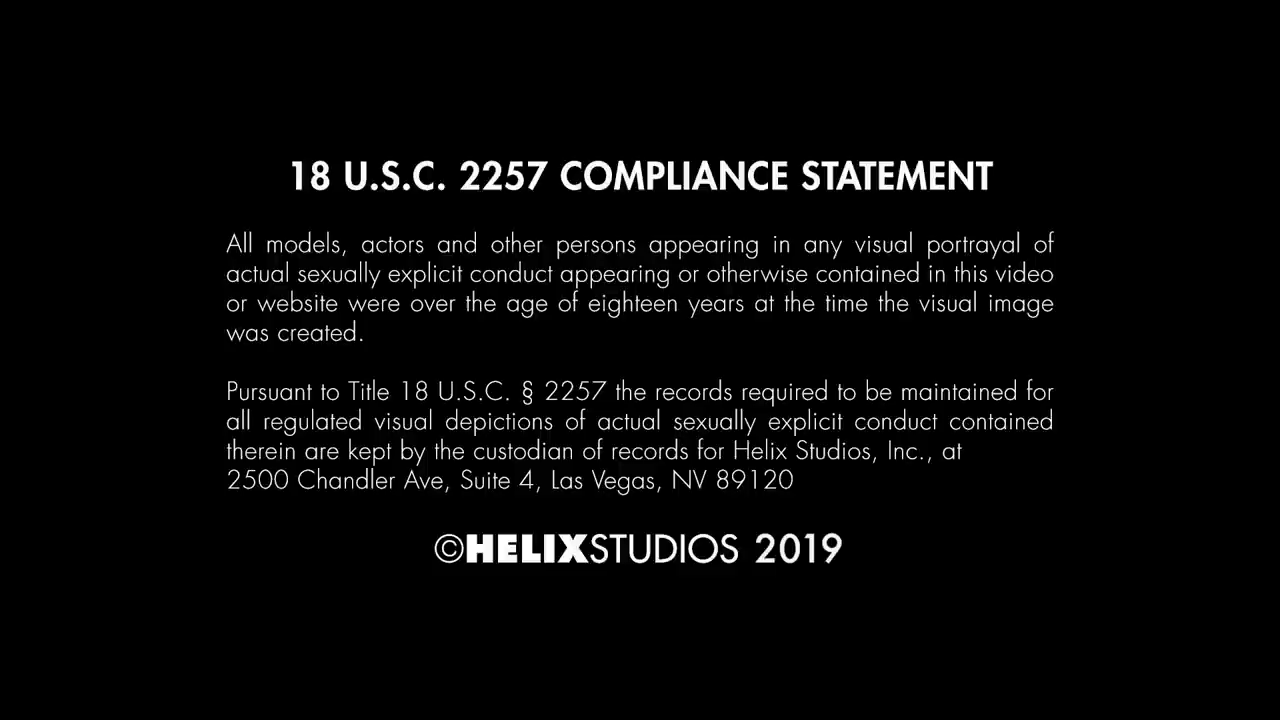 18 U.S.C. 2257 COMPLIANCE STATEMENT
All models, actors and other persons appearing in any visual portrayal of
actual sexually explicit conduct appearing or otherwise contained in this video
or website were over the age of eighteen years at the time the visual image
was created.
Pursuant to Title 18 U.S.C. § 2257 the records required to be maintained for
all regulated visual depictions of actual sexually explicit conduct contained
therein are kept by the custodian of records for Helix Studios, Inc., at
2500 Chandler Ave, Suite 4, Las Vegas, NV 89120
©HELIXSTUDIOS 2019